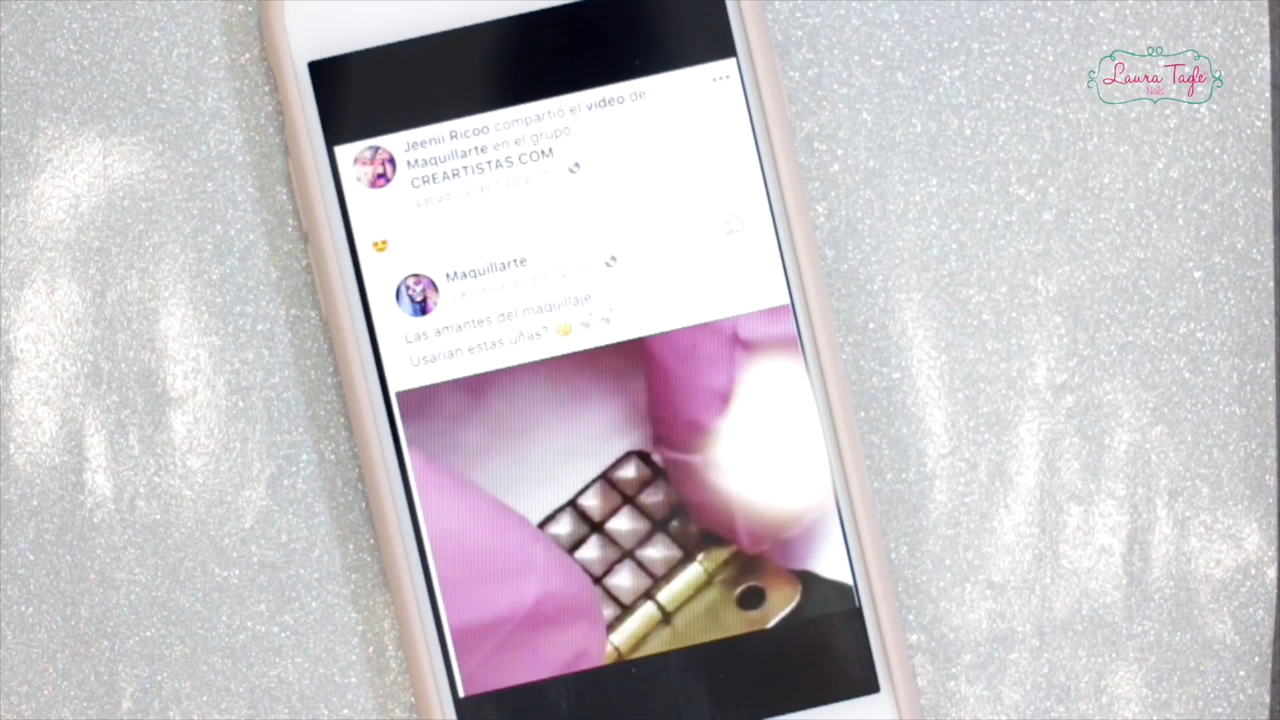 Laura Tagle
Nails
Jeenii Ricoo compartió el video de
Maquillarte en el grupo
CREARTISTAS.COM
Maquillarte
Las amantes del maquillaje
Usarian estas uñas?